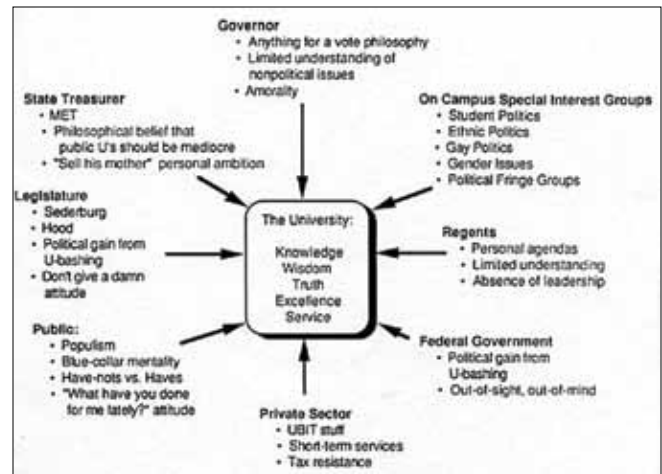 Governor
• Anything for a vote philosophy
• Limited understanding of
nonpolitical issues
• Amorality
State Treasurer
• MET
• Philosophical belief that
public U's should be mediocre
• "Sell his mother" personal ambition
On Campus Special Interest Groups
• Student Politics
• Ethnic Politics
• Gay Politics
• Gender Issues
• Political Fringe Groups
Legislature
• Sederburg
• Hood
• Political gain from
U-bashing
• Don't give a damn
attitude
The University:
Knowledge
Wisdom
Truth
Excellence
Service
Regents
• Personal agendas
• Limited understanding
• Absence of leadership
Public:
• Populism
• Blue-collar mentality
• Have-nots vs. Haves
• "What have you done
for me lately?" attitude
Federal Government
• Political gain from
U-bashing
• Out-of-sight, out-of-mind
Private Sector
• UBIT stuff
• Short-term services
• Tax resistance